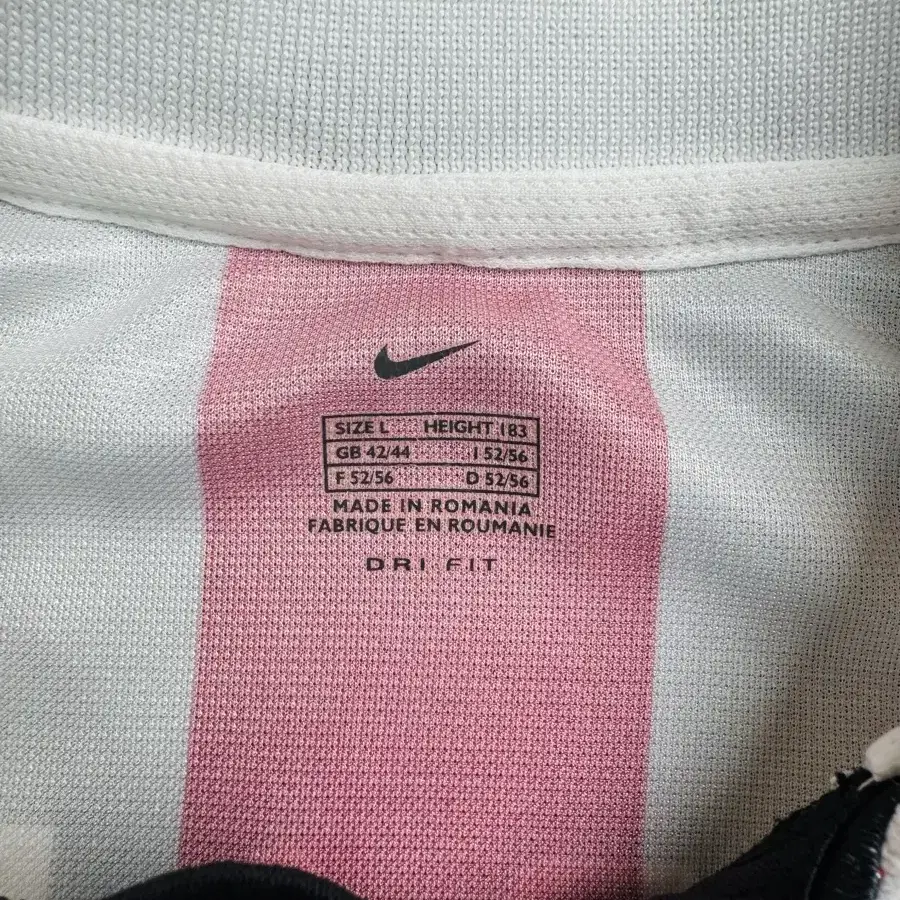 SIZE L HEIGHT 183
GB 42/44 I 52/56
F 52/56 D 52/56
MADE IN ROMANIA
FABRIQUE EN ROUMANIE
DRI FIT